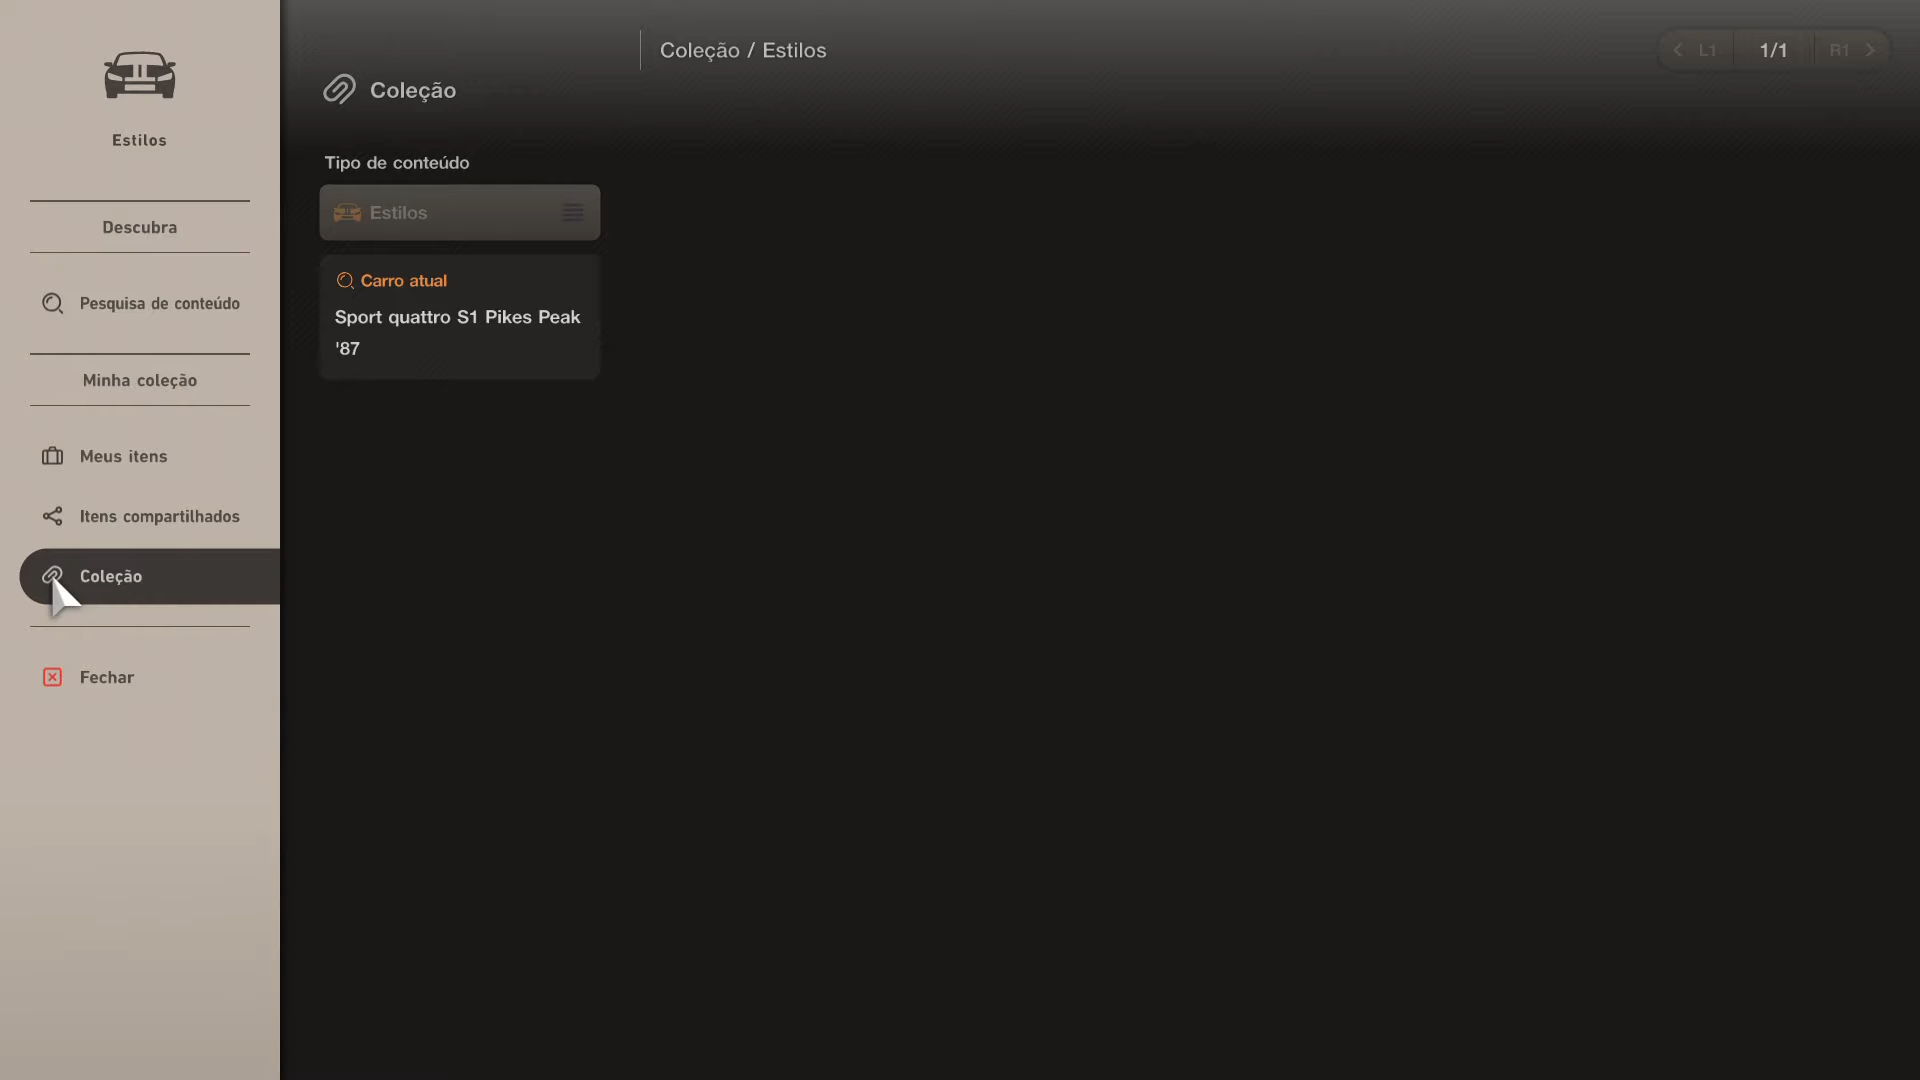 Estilos
Descubra
Pesquisa de conteúdo
Minha coleção
Meus itens
Itens compartilhados
Coleção
Fechar
Coleção
Tipo de conteúdo
Estilos
Carro atual
Sport quattro S1 Pikes Peak
'87
Coleção / Estilos
L1 1/1 R1